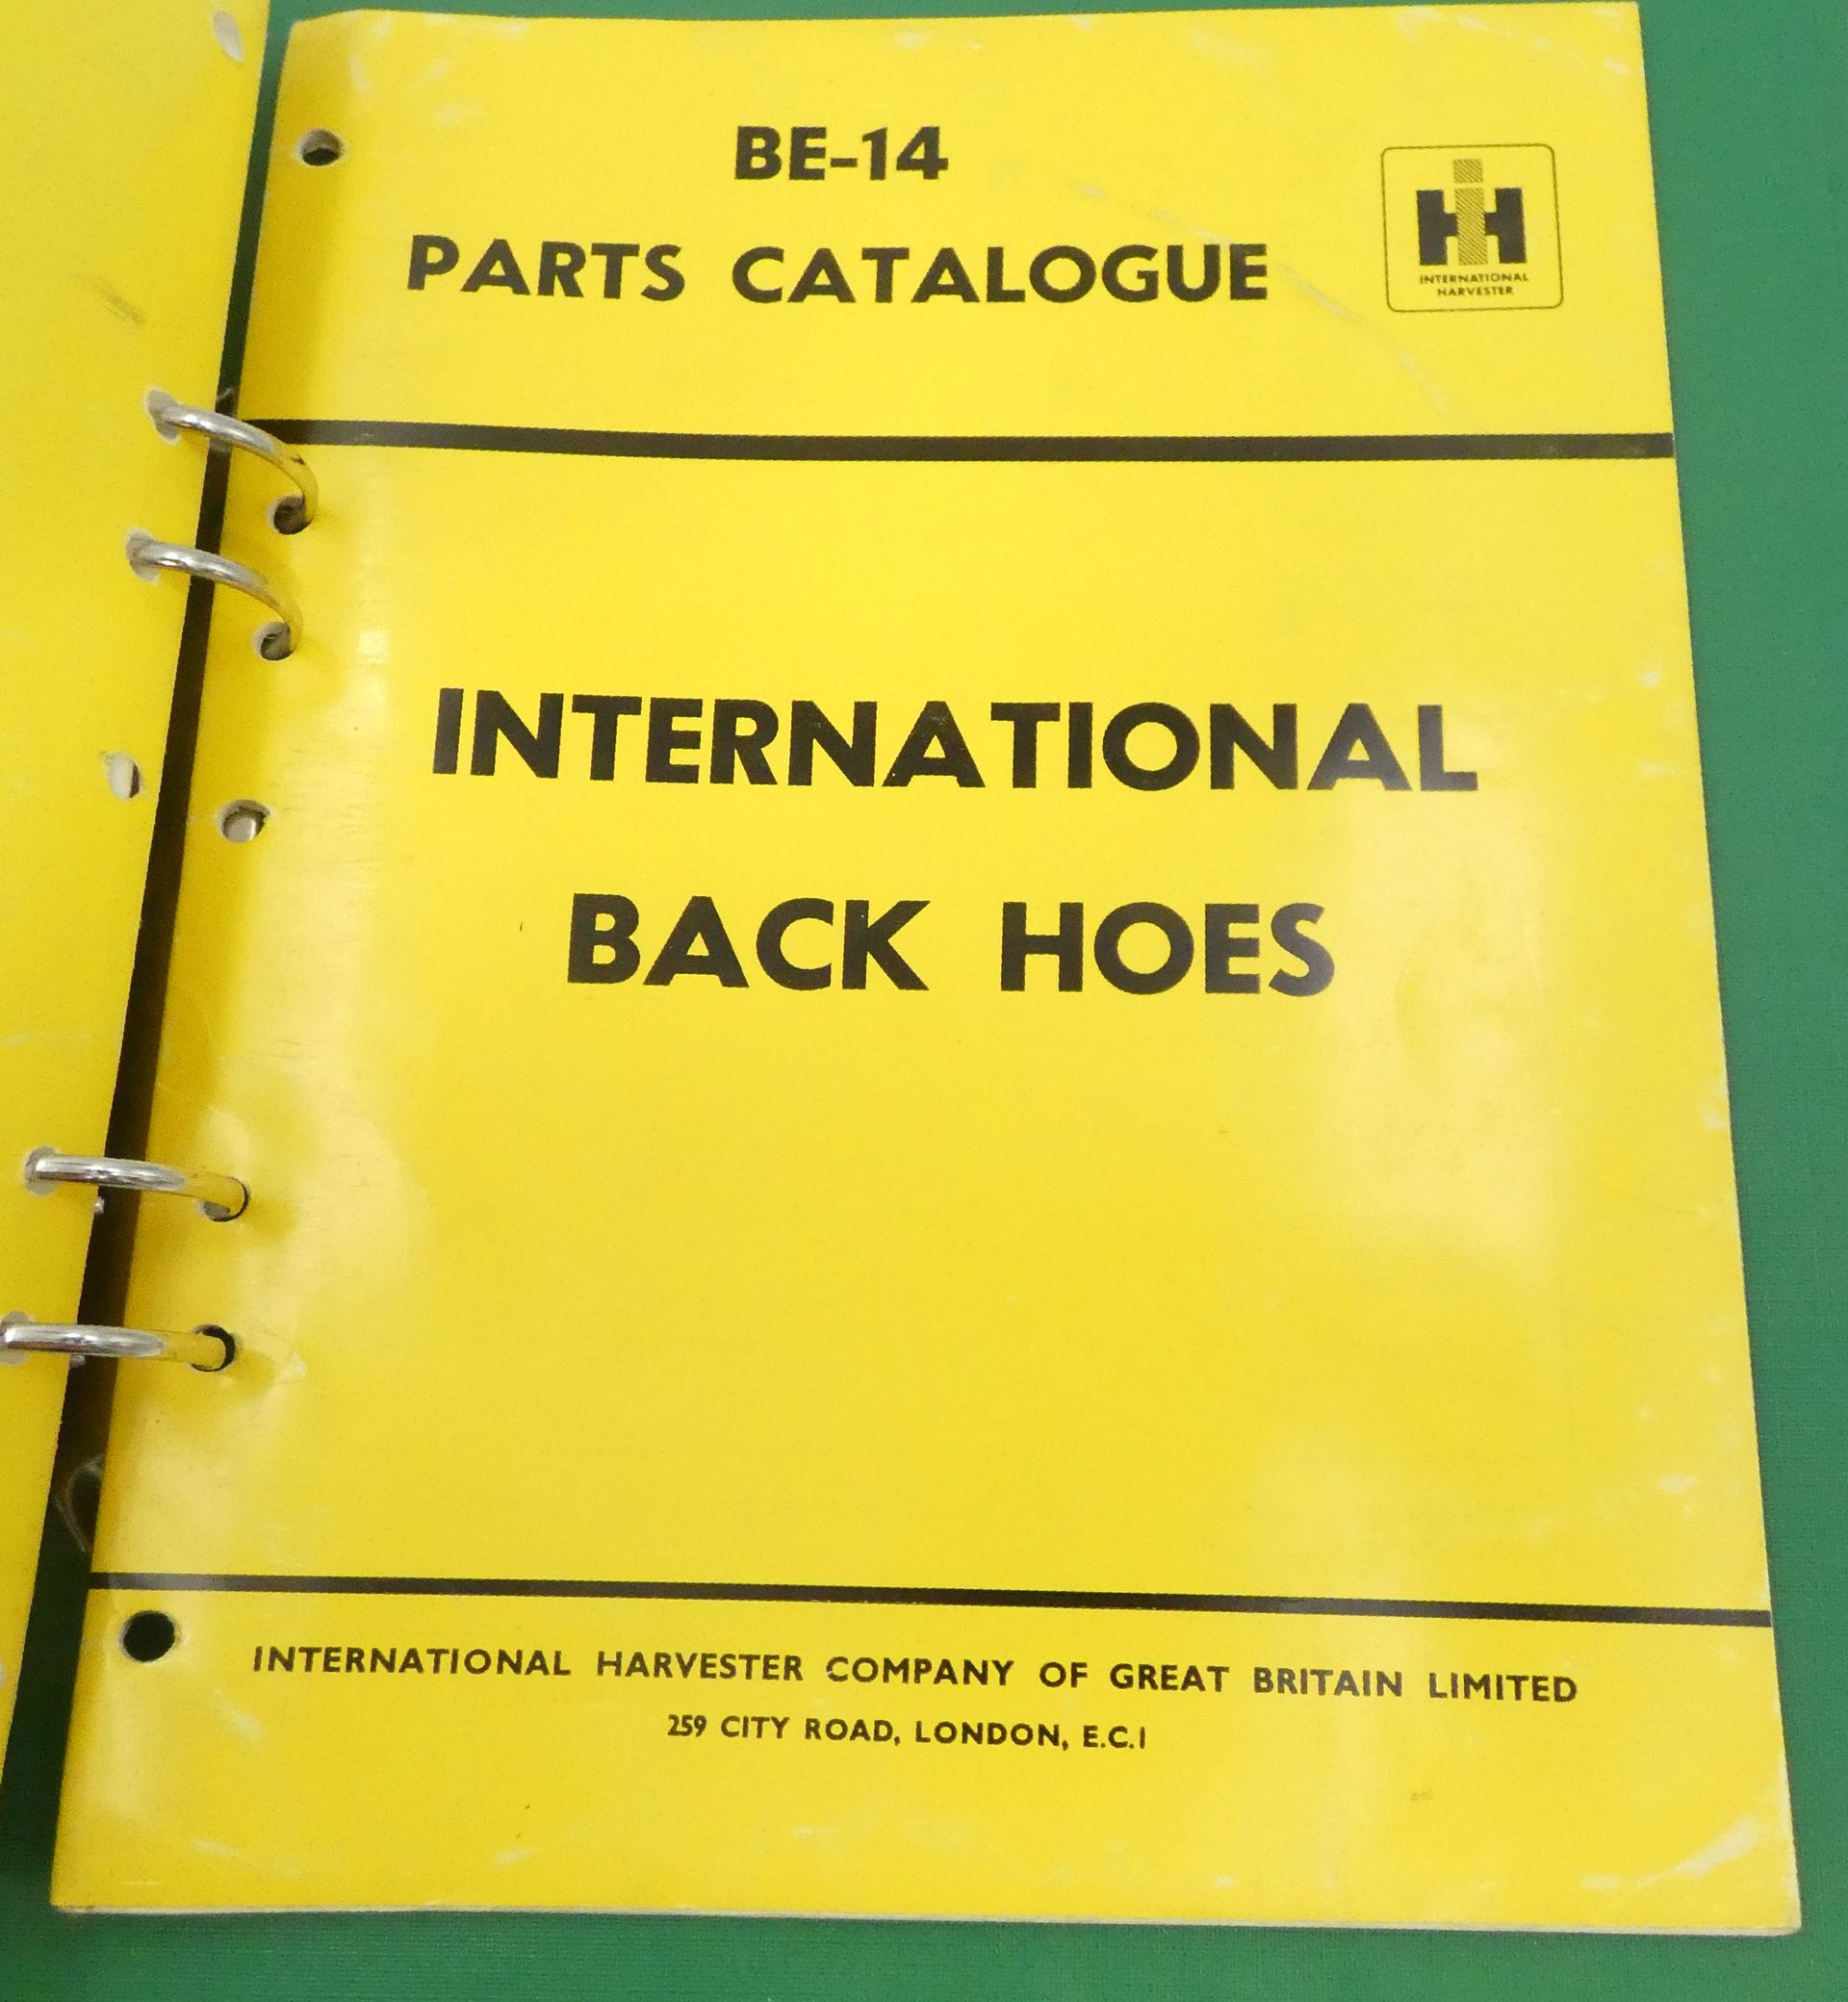 BE-14
PARTS CATALOGUE
IH
INTERNATIONAL
HARVESTER
INTERNATIONAL
BACK HOES
INTERNATIONAL HARVESTER COMPANY OF GREAT BRITAIN LIMITED
259 CITY ROAD, LONDON, E.C.1